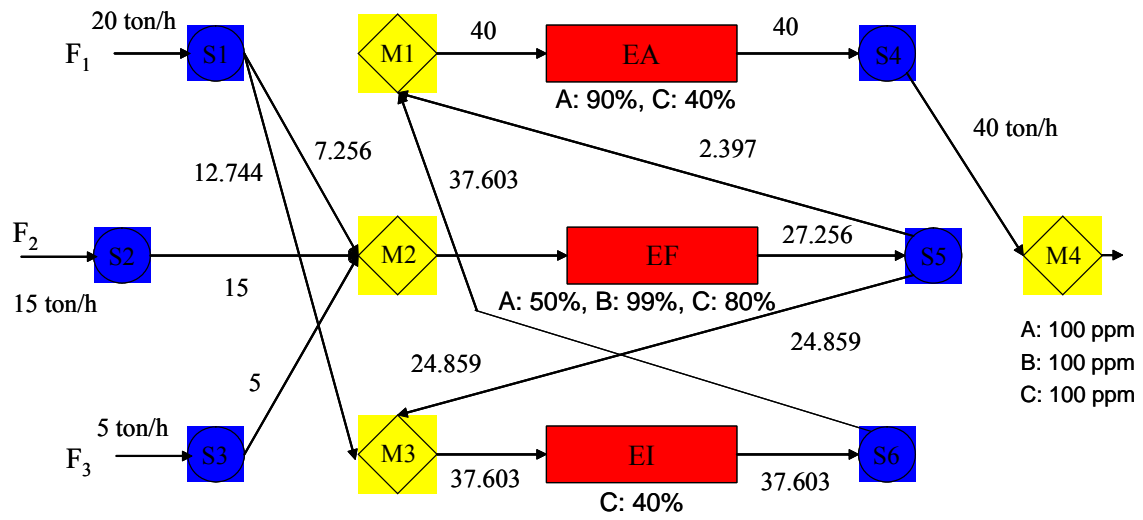 20 ton/h
F1
S1
M1
40
EA
40
S4
A: 90%, C: 40%
40 ton/h
7.256
2.397
12.744
37.603
F2
S2
M2
EF
27.256
S5
M4
15 ton/h
15
A: 50%, B: 99%, C: 80%
A: 100 ppm
B: 100 ppm
C: 100 ppm
24.859
24.859
5
5 ton/h
F3
S3
M3
37.603
EI
37.603
S6
C: 40%